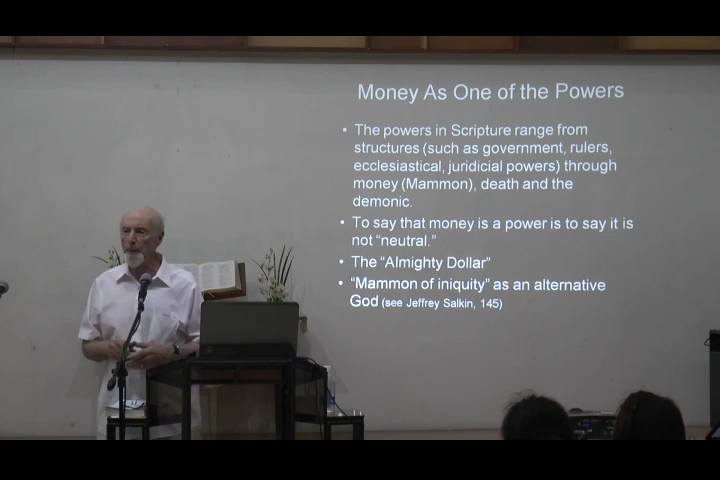 Money As One of the Powers
• The powers in Scripture range from
structures (such as government, rulers,
ecclesiastical, juridicial powers) through
money (Mammon), death and the
demonic.
• To say that money is a power is to say it is
not “neutral.”
• The “Almighty Dollar”
• “Mammon of iniquity” as an alternative
God (see Jeffrey Salkin, 145)